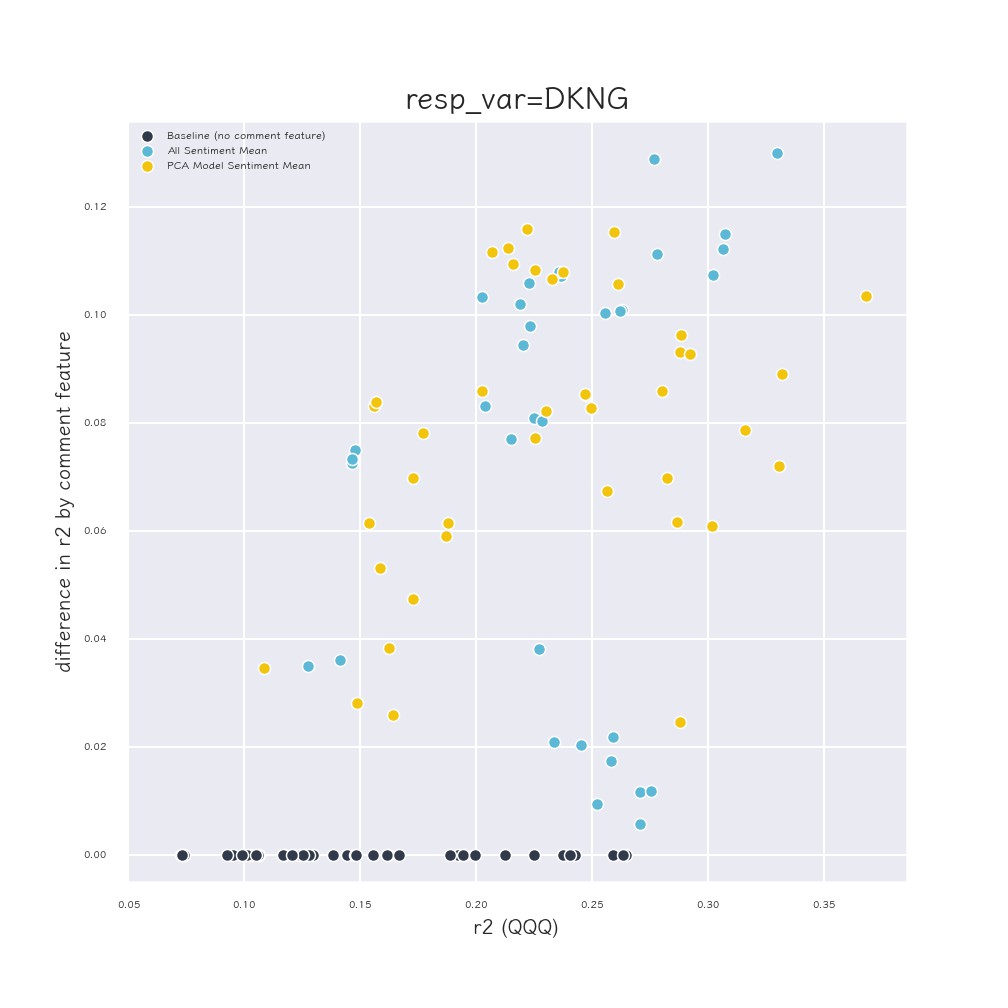 resp_var=DKNG
Baseline (no comment feature)
All Sentiment Mean
PCA Model Sentiment Mean
difference in r2 by comment feature
0.12
0.10
0.08
0.06
0.04
0.02
0.00
0.05 0.10 0.15 0.20 0.25 0.30 0.35
r2 (QQQ)